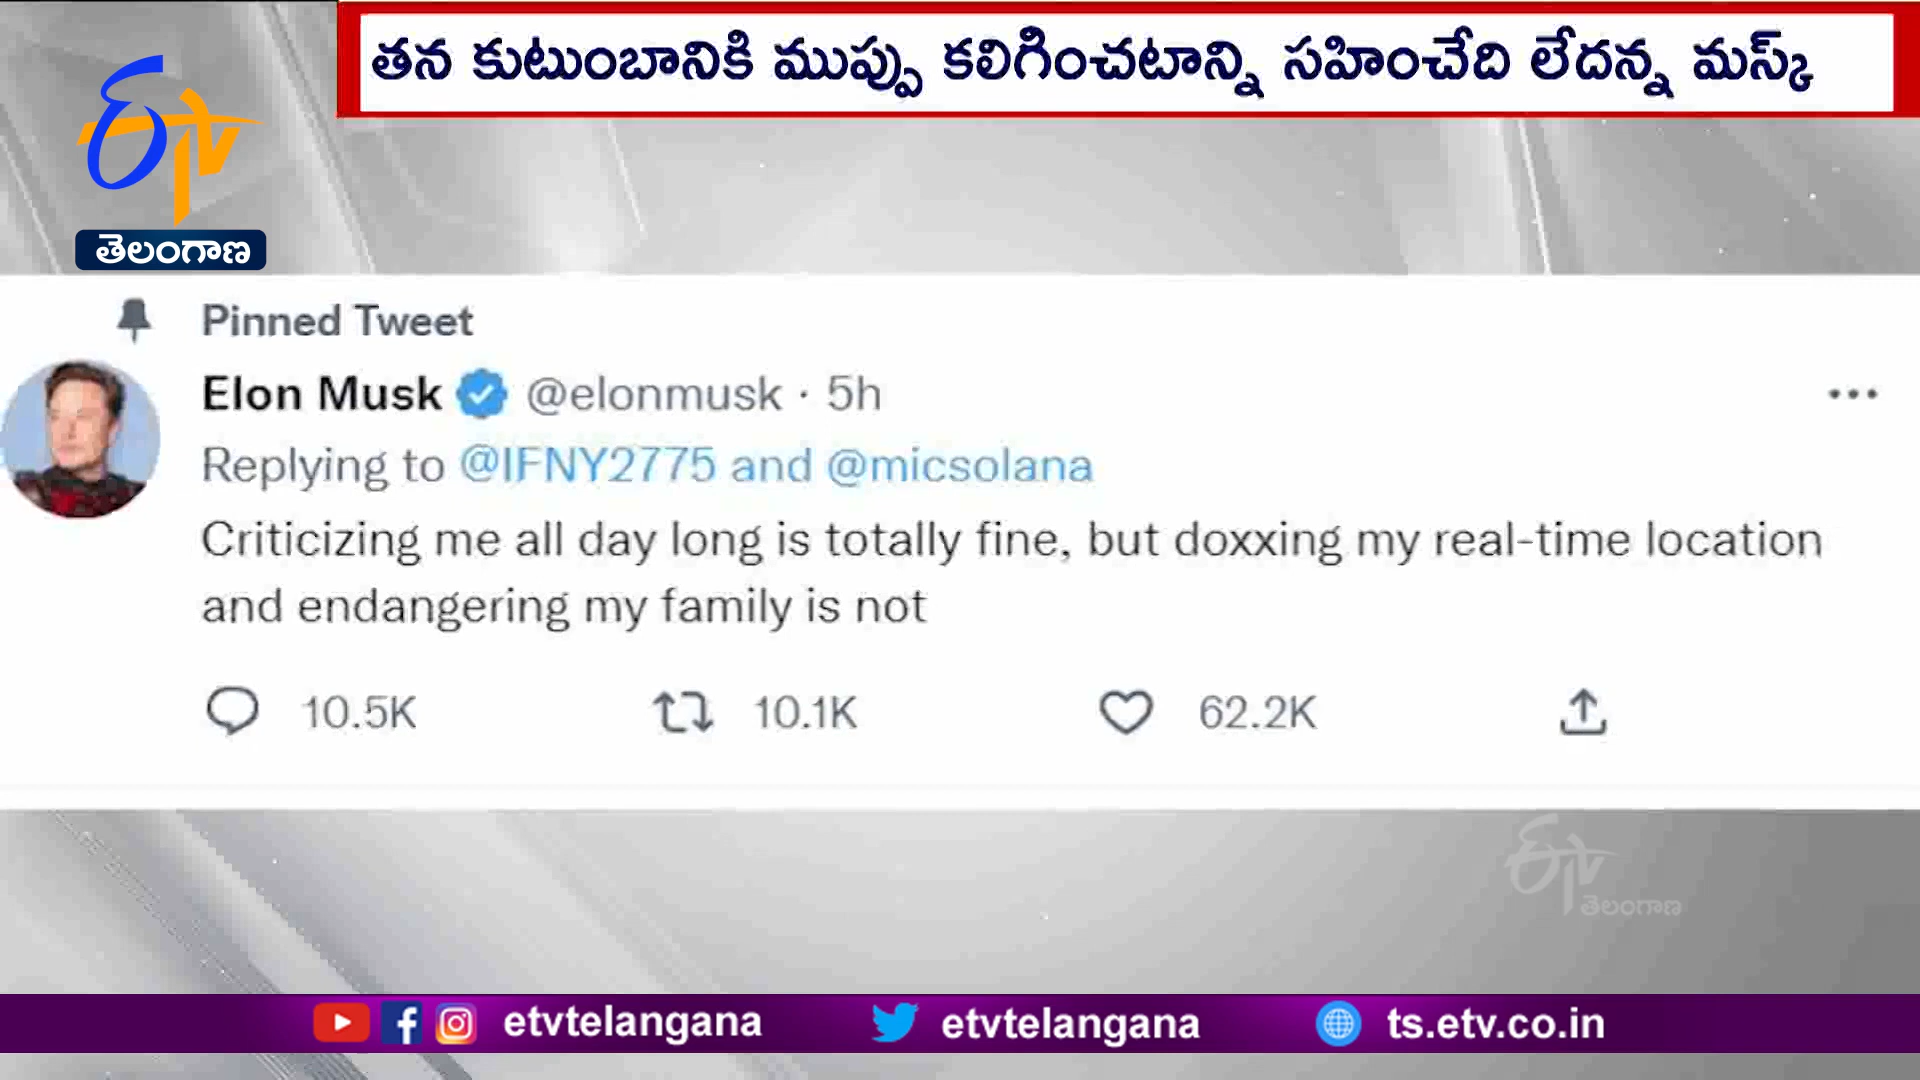 తన కుటుంబానికి ముప్పు కలిగించటాన్ని సహించేది లేదన్న మస్క్
ETV
తెలంగాణ
Pinned Tweet
Elon Musk @elonmusk · 5h
Replying to @IFNY2775 and @micsolana
Criticizing me all day long is totally fine, but doxxing my real-time location
and endangering my family is not
10.5K 10.1K 62.2K
ETV
తెలంగాణ
etvtelangana etvtelangana ts.etv.co.in